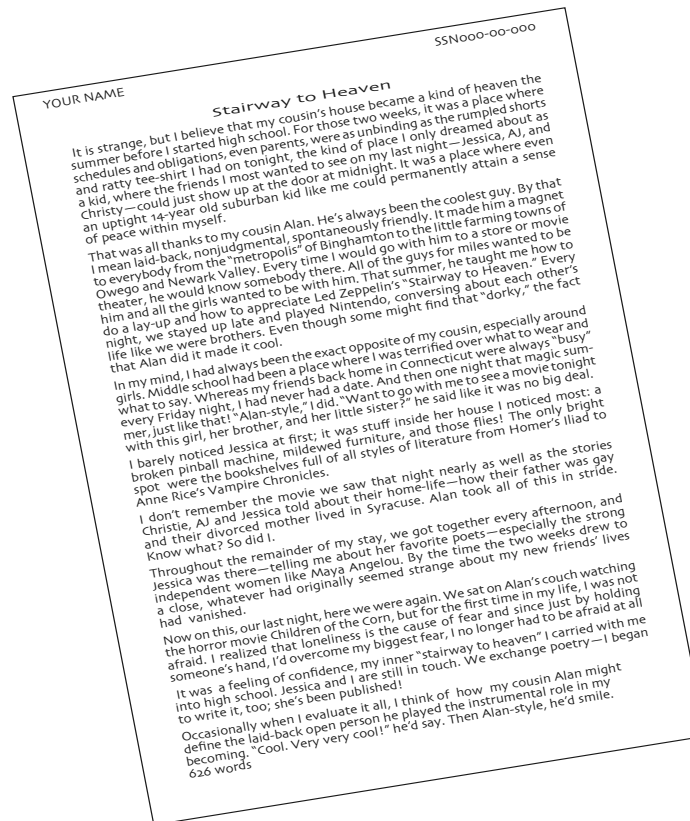 YOUR NAME
SSN000-00-000
Stairway to Heaven
It is strange, but I believe that my cousin's house became a kind of heaven the
summer before I started high school. For those two weeks, it was a place where
schedules and obligations, even parents, were as unbinding as the rumpled shorts
and ratty tee-shirt I had on tonight, the kind of place I only dreamed about as
a kid, where the friends I most wanted to see on my last night—Jessica, AJ, and
Christy—could just show up at the door at midnight. It was a place where even
an uptight 14-year old suburban kid like me could permanently attain a sense
of peace within myself.
That was all thanks to my cousin Alan. He's always been the coolest guy. By that
I mean laid-back, nonjudgmental, spontaneously friendly. It made him a magnet
to everybody from the "metropolis" of Binghamton to the little farming towns of
Owego and Newark Valley. Every time I would go with him to a store or movie
theater, he would know somebody there. All of the guys for miles wanted to be
him and all the girls wanted to be with him. That summer, he taught me how to
do a lay-up and how to appreciate Led Zeppelin's "Stairway to Heaven." Every
night, we stayed up late and played Nintendo, conversing about each other's
life like we were brothers. Even though some might find that "dorky," the fact
that Alan did it made it cool.
In my mind, I had always been the exact opposite of my cousin, especially around
girls. Middle school had been a place where I was terrified over what to wear and
what to say. Whereas my friends back home in Connecticut were always "busy"
every Friday night, I had never had a date. And then one night that magic sum-
mer, just like that! "Alan-style," I did. "Want to go with me to see a movie tonight
with this girl, her brother, and her little sister?" he said like it was no big deal.
I barely noticed Jessica at first; it was stuff inside her house I noticed most: a
broken pinball machine, mildewed furniture, and those flies! The only bright
spot were the bookshelves full of all styles of literature from Homer's Iliad to
Anne Rice's Vampire Chronicles.
I don't remember the movie we saw that night nearly as well as the stories
Christie, AJ and Jessica told about their home-life—how their father was gay
and their divorced mother lived in Syracuse. Alan took all of this in stride.
Know what? So did I.
Throughout the remainder of my stay, we got together every afternoon, and
Jessica was there—telling me about her favorite poets—especially the strong
independent women like Maya Angelou. By the time the two weeks drew to
a close, whatever had originally seemed strange about my new friends' lives
had vanished.
Now on this, our last night, here we were again. We sat on Alan's couch watching
the horror movie Children of the Corn, but for the first time in my life, I was not
afraid. I realized that loneliness is the cause of fear and since just by holding
someone's hand, I'd overcome my biggest fear, I no longer had to be afraid at all
It was a feeling of confidence, my inner "stairway to heaven" I carried with me
into high school. Jessica and I are still in touch. We exchange poetry—I began
to write it, too; she's been published!
Occasionally when I evaluate it all, I think of how my cousin Alan might
define the laid-back open person he played the instrumental role in my
becoming. "Cool. Very very cool!" he'd say. Then Alan-style, he'd smile.
626 words